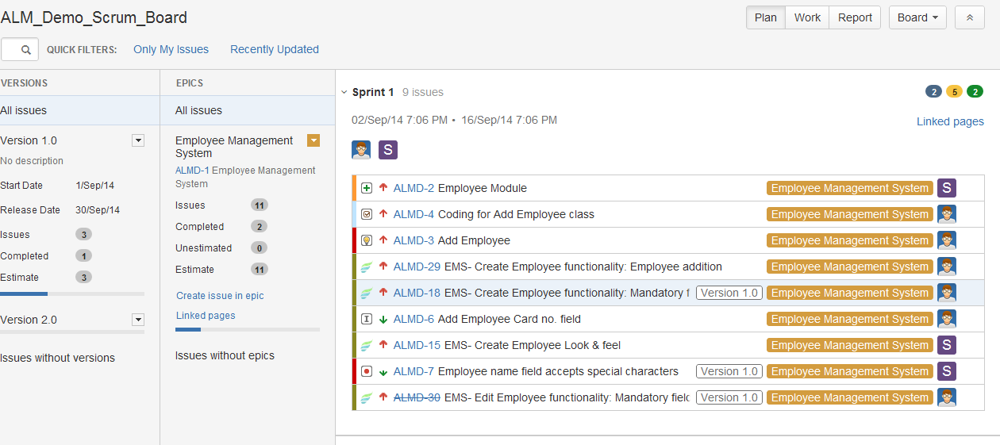 ALM_Demo_Scrum_Board
Plan Work Report Board
QUICK FILTERS: Only My Issues Recently Updated
VERSIONS
All issues
Version 1.0
No description
Start Date 1/Sep/14
Release Date 30/Sep/14
Issues 3
Completed 1
Estimate 3
Version 2.0
Issues without versions
EPICS
All issues
Employee Management
System
ALMD-1 Employee Management
System
Issues 11
Completed 2
Unestimated 0
Estimate 11
Create issue in epic
Linked pages
Issues without epics
Sprint 1 9 issues 2 5 2
02/Sep/14 7:06 PM • 16/Sep/14 7:06 PM
Linked pages
S
ALMD-2 Employee Module Employee Management System S
ALMD-4 Coding for Add Employee class Employee Management System
ALMD-3 Add Employee Employee Management System
ALMD-29 EMS- Create Employee functionality: Employee addition Employee Management System
ALMD-18 EMS- Create Employee functionality: Mandatory f Version 1.0 Employee Management System
I ALMD-6 Add Employee Card no. field Employee Management System
ALMD-15 EMS- Create Employee Look & feel Employee Management System S
ALMD-7 Employee name field accepts special characters Version 1.0 Employee Management System S
ALMD-30 EMS- Edit Employee functionality: Mandatory field Version 1.0 Employee Management System